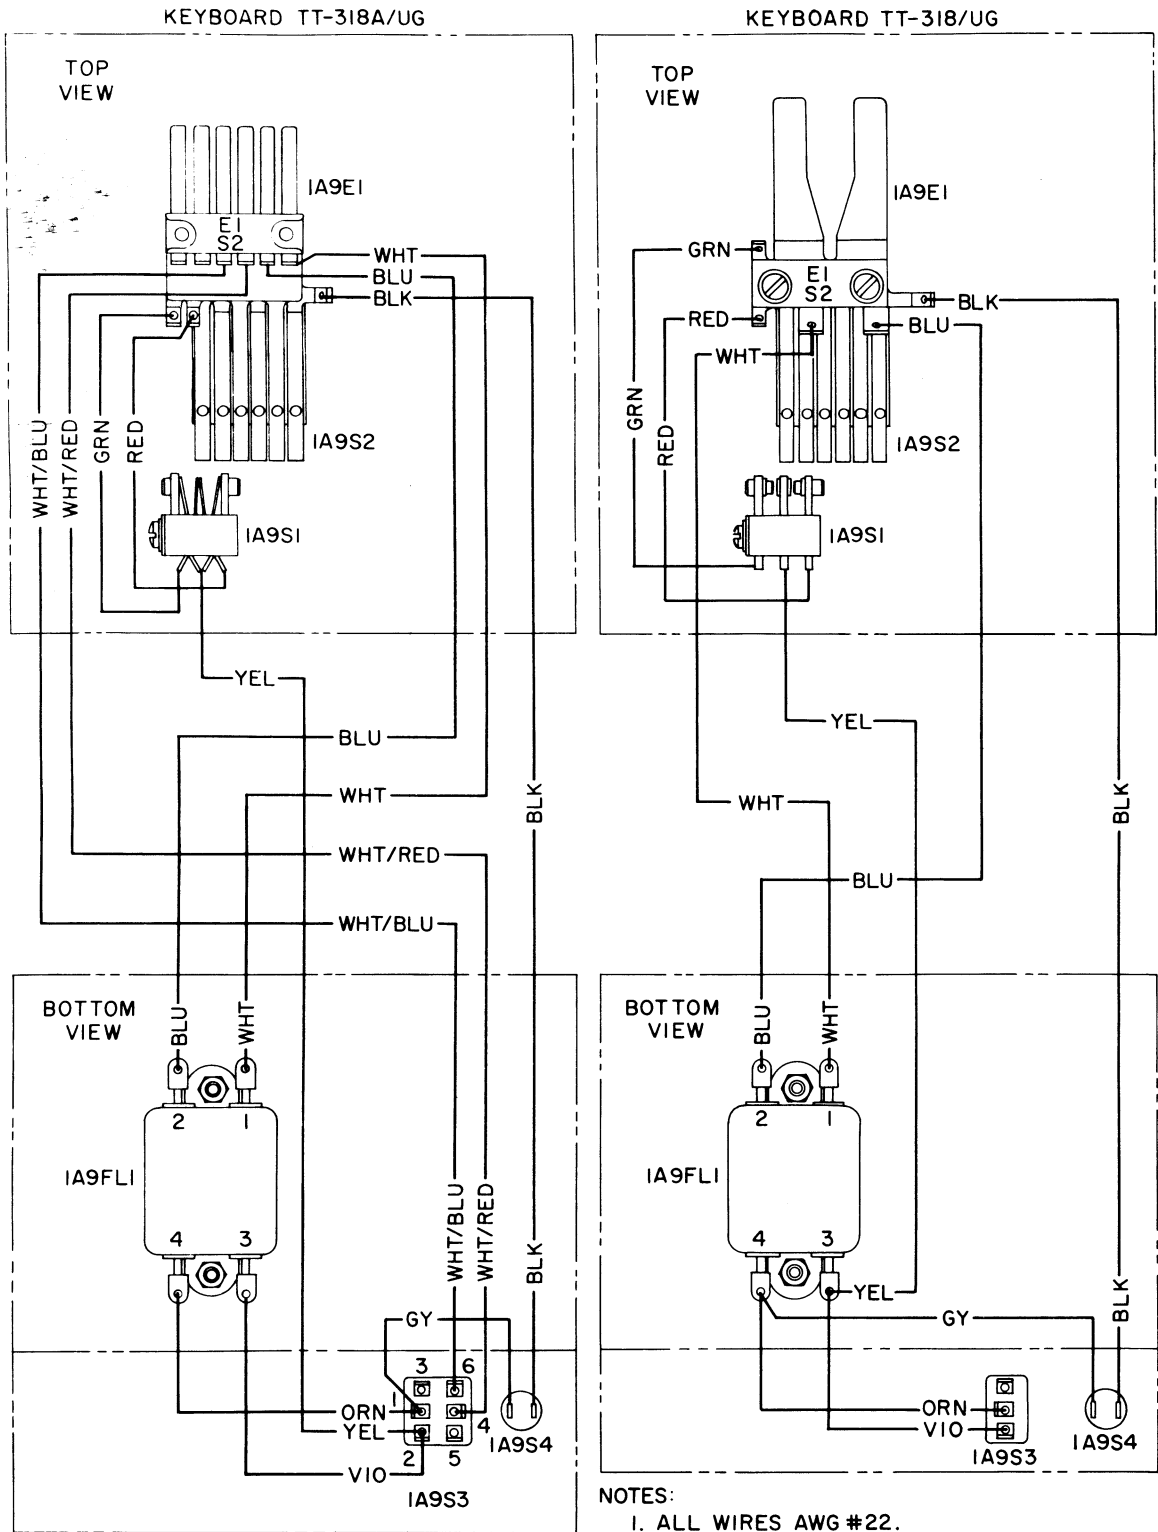 KEYBOARD TT-318A/UG
TOP
VIEW
1A9E1
E1
S2
WHT
BLU
BLK
1A9S2
WHT/BLU
WHT/RED
GRN
RED
1A9S1
YEL
BLU
WHT
BLK
WHT/RED
WHT/BLU
BOTTOM
VIEW
BLU
WHT
2
1
1A9FL1
4
3
WHT/BLU
WHT/RED
BLK
GY
3
6
1
ORN
4
YEL
2
5
1A9S4
VIO
1A9S3
KEYBOARD TT-318/UG
TOP
VIEW
1A9E1
GRN
E1
S2
BLK
RED
BLU
WHT
GRN
RED
1A9S2
1A9S1
YEL
WHT
BLK
BLU
BOTTOM
VIEW
BLU
WHT
2
1
1A9FL1
4
3
YEL
BLK
GY
ORN
VIO
1A9S3
1A9S4
NOTES:
1. ALL WIRES AWG #22.